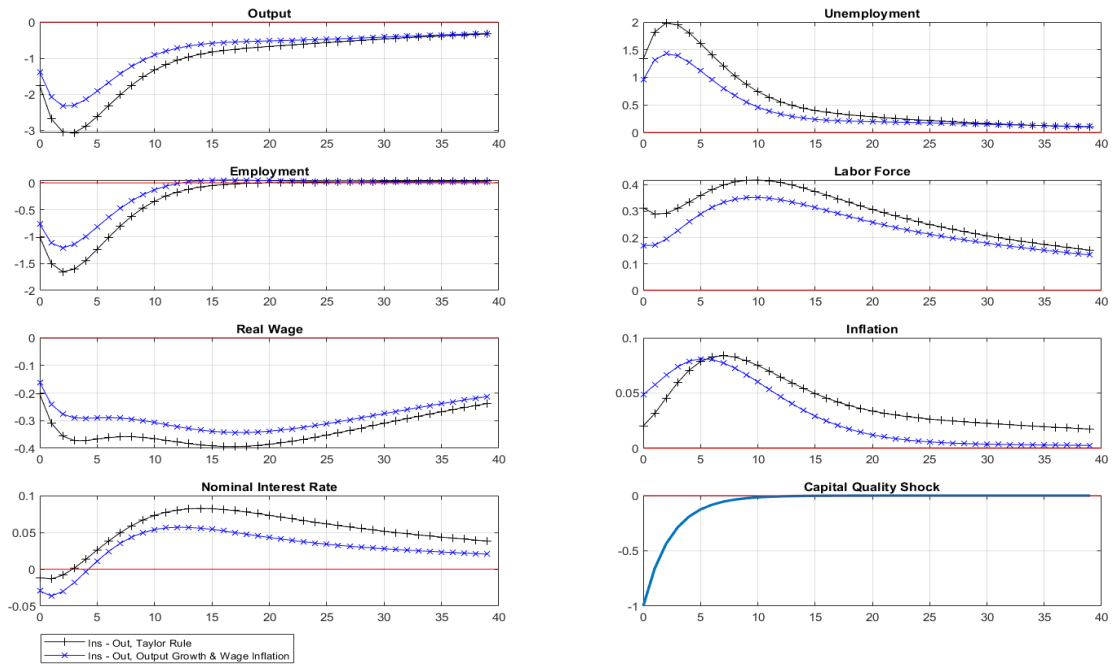 Output
0
-1
-2
-3
0 5 10 15 20 25 30 35 40
Unemployment
2
1.5
1
0.5
0
0 5 10 15 20 25 30 35 40
Employment
0
-0.5
-1.0
-1.5
-2
0 5 10 15 20 25 30 35 40
Labor Force
0.4
0.3
0.2
0.1
0
0 5 10 15 20 25 30 35 40
Real Wage
0
-0.1
-0.2
-0.3
-0.4
0 5 10 15 20 25 30 35 40
Inflation
0.1
0.05
0
0 5 10 15 20 25 30 35 40
Nominal Interest Rate
0.1
0.05
0
-0.05
0 5 10 15 20 25 30 35 40
Capital Quality Shock
0
-0.5
-1
0 5 10 15 20 25 30 35 40
Ins - Out, Taylor Rule
Ins - Out, Output Growth & Wage Inflation